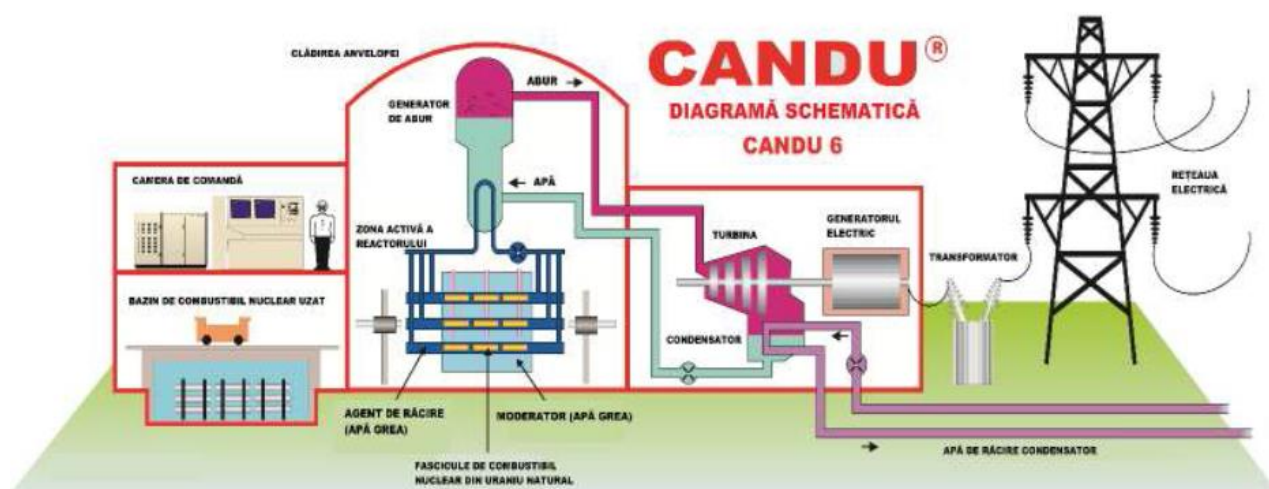 CLĂDIREA ANVELOPEI
CANDU®
DIAGRAMĂ SCHEMATICĂ
CANDU 6
ABUR
GENERATOR
DE ABUR
CAMERA DE COMANDĂ
APĂ
REȚEAUA
ELECTRICĂ
ZONA ACTIVĂ A
REACTORULUI
TURBINA
GENERATORUL
ELECTRIC
TRANSFORMATOR
BAZIN DE COMBUSTIBIL NUCLEAR UZAT
CONDENSATOR
AGENT DE RĂCIRE
(APĂ GREA)
MODERATOR (APĂ GREA)
APĂ DE RĂCIRE CONDENSATOR
FASCICULE DE COMBUSTIBIL
NUCLEAR DIN URANIU NATURAL